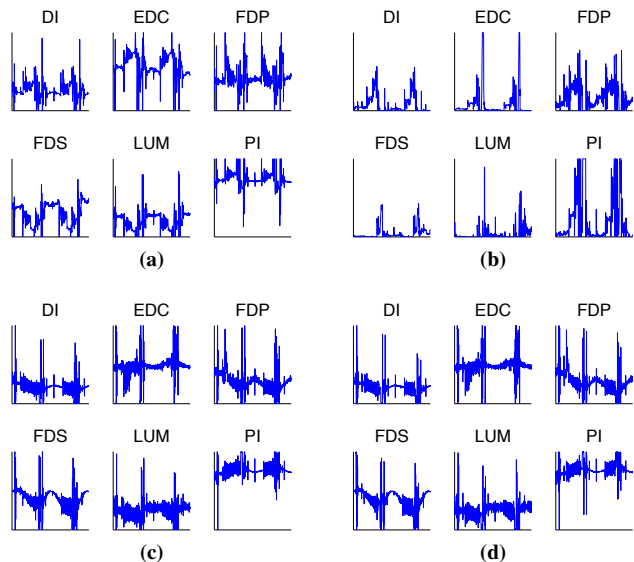 DI EDC FDP DI EDC FDP
FDS LUM PI FDS LUM PI
(a) (b)
DI EDC FDP DI EDC FDP
FDS LUM PI FDS LUM PI
(c) (d)